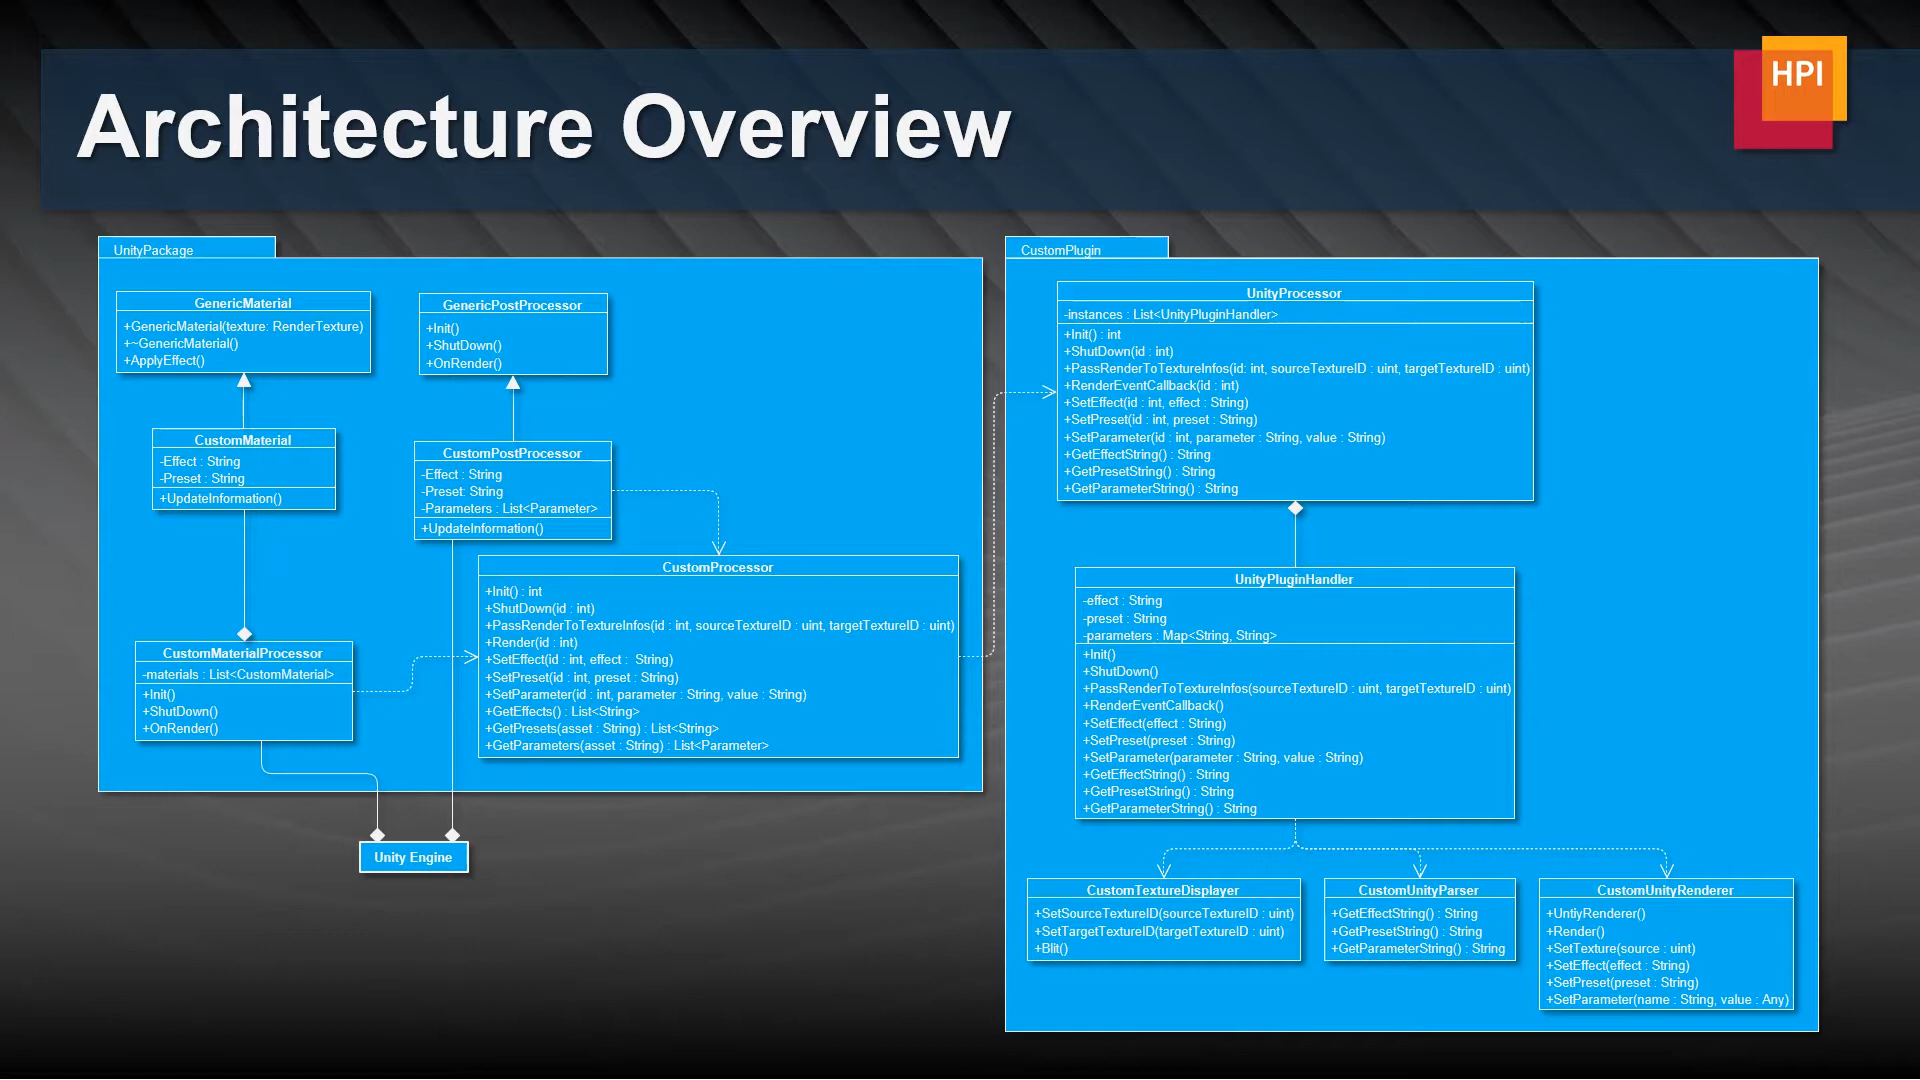 Architecture Overview
HPI
UnityPackage
GenericMaterial
+GenericMaterial(texture: RenderTexture)
+~GenericMaterial()
+ApplyEffect()
GenericPostProcessor
+Init()
+ShutDown()
+OnRender()
CustomMaterial
-Effect : String
-Preset : String
+UpdateInformation()
CustomPostProcessor
-Effect : String
-Preset: String
-Parameters : List<Parameter>
+UpdateInformation()
CustomProcessor
+Init() : int
+ShutDown(id : int)
+PassRenderToTextureInfos(id : int, sourceTextureID : uint, targetTextureID : uint)
+Render(id : int)
+SetEffect(id : int, effect :  String)
+SetPreset(id : int, preset : String)
+SetParameter(id : int, parameter : String, value : String)
+GetEffects() : List<String>
+GetPresets(asset : String) : List<String>
+GetParameters(asset : String) : List<Parameter>
CustomMaterialProcessor
-materials : List<CustomMaterial>
+Init()
+ShutDown()
+OnRender()
Unity Engine
CustomPlugin
UnityProcessor
-instances : List<UnityPluginHandler>
+Init() : int
+ShutDown(id : int)
+PassRenderToTextureInfos(id: int, sourceTextureID : uint, targetTextureID : uint)
+RenderEventCallback(id : int)
+SetEffect(id : int, effect : String)
+SetPreset(id : int, preset : String)
+SetParameter(id : int, parameter : String, value : String)
+GetEffectString() : String
+GetPresetString() : String
+GetParameterString() : String
UnityPluginHandler
-effect : String
-preset : String
-parameters : Map<String, String>
+Init()
+ShutDown()
+PassRenderToTextureInfos(sourceTextureID : uint, targetTextureID : uint)
+RenderEventCallback()
+SetEffect(effect : String)
+SetPreset(preset : String)
+SetParameter(parameter : String, value : String)
+GetEffectString() : String
+GetPresetString() : String
+GetParameterString() : String
CustomTextureDisplayer
+SetSourceTextureID(sourceTextureID : uint)
+SetTargetTextureID(targetTextureID : uint)
+Blit()
CustomUnityParser
+GetEffectString() : String
+GetPresetString() : String
+GetParameterString() : String
CustomUnityRenderer
+UntiyRenderer()
+Render()
+SetTexture(source : uint)
+SetEffect(effect : String)
+SetPreset(preset : String)
+SetParameter(name : String, value : Any)